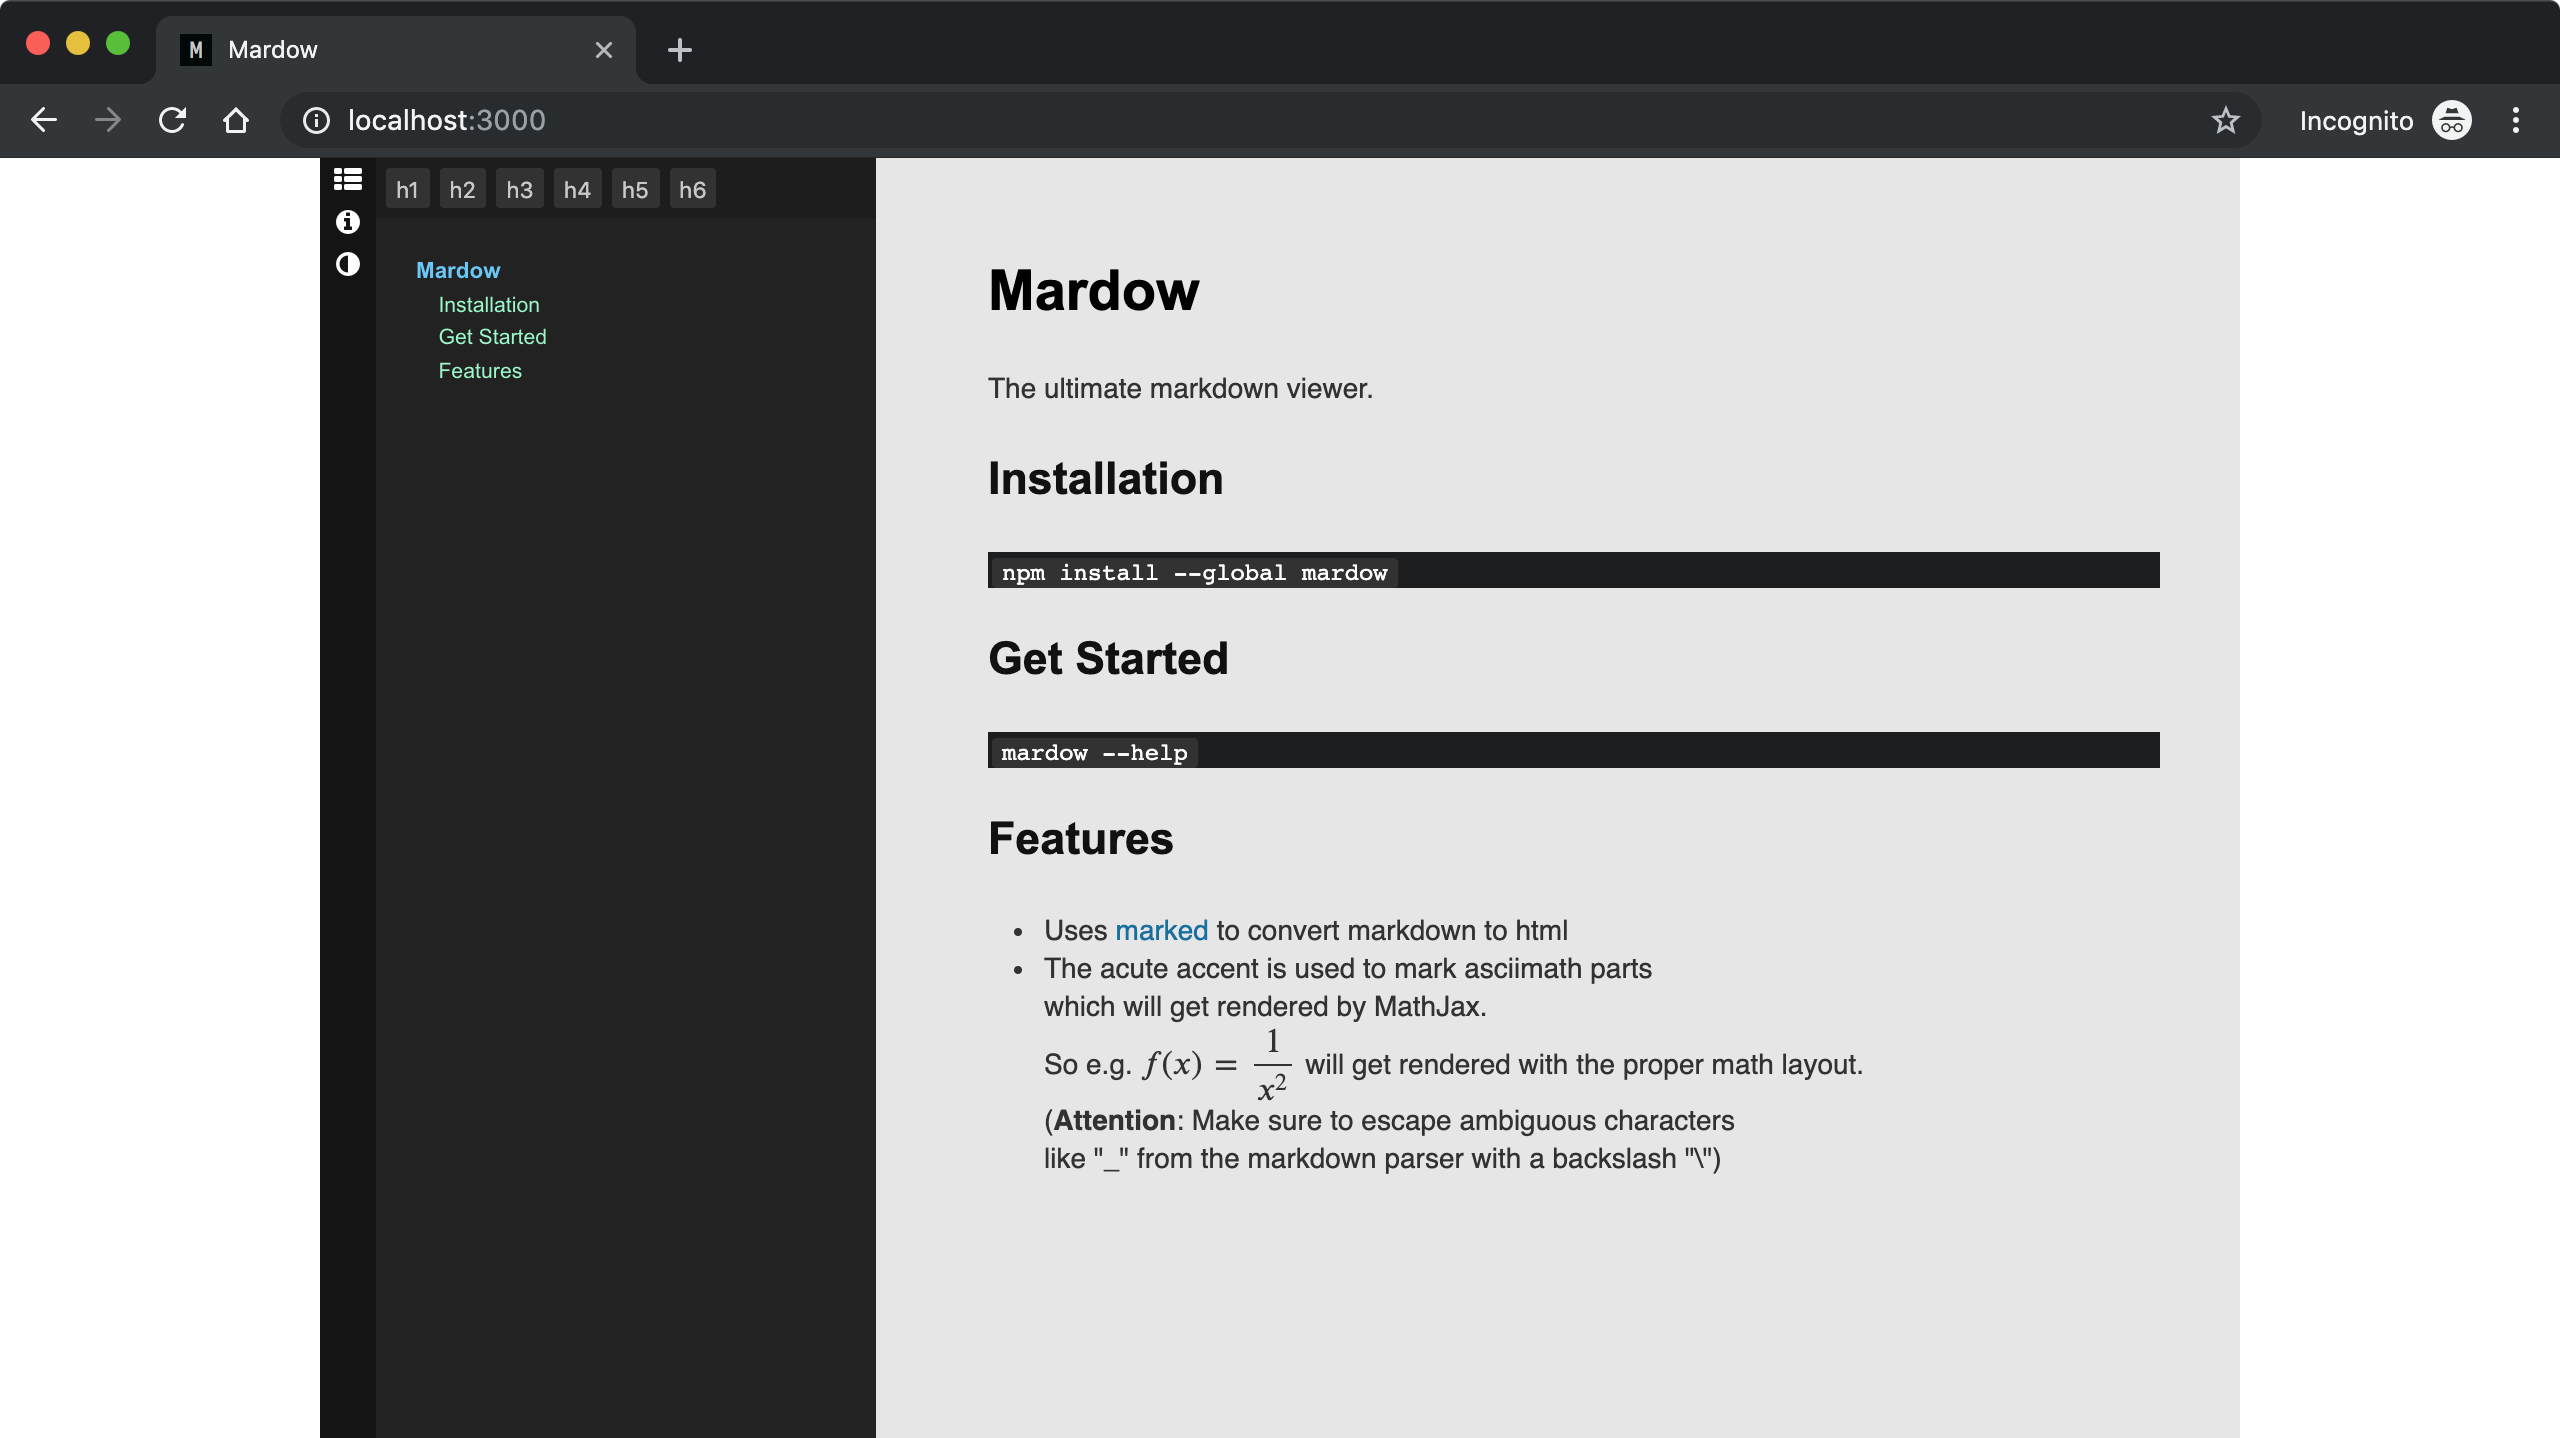 M Mardow
localhost:3000
Incognito
h1 h2 h3 h4 h5 h6
Mardow
Installation
Get Started
Features
Mardow
The ultimate markdown viewer.
Installation
npm install --global mardow
Get Started
mardow --help
Features
• Uses marked to convert markdown to html
• The acute accent is used to mark asciimath parts
which will get rendered by MathJax.
So e.g. f(x) = 1/x² will get rendered with the proper math layout.
(Attention: Make sure to escape ambiguous characters
like "_" from the markdown parser with a backslash "\")